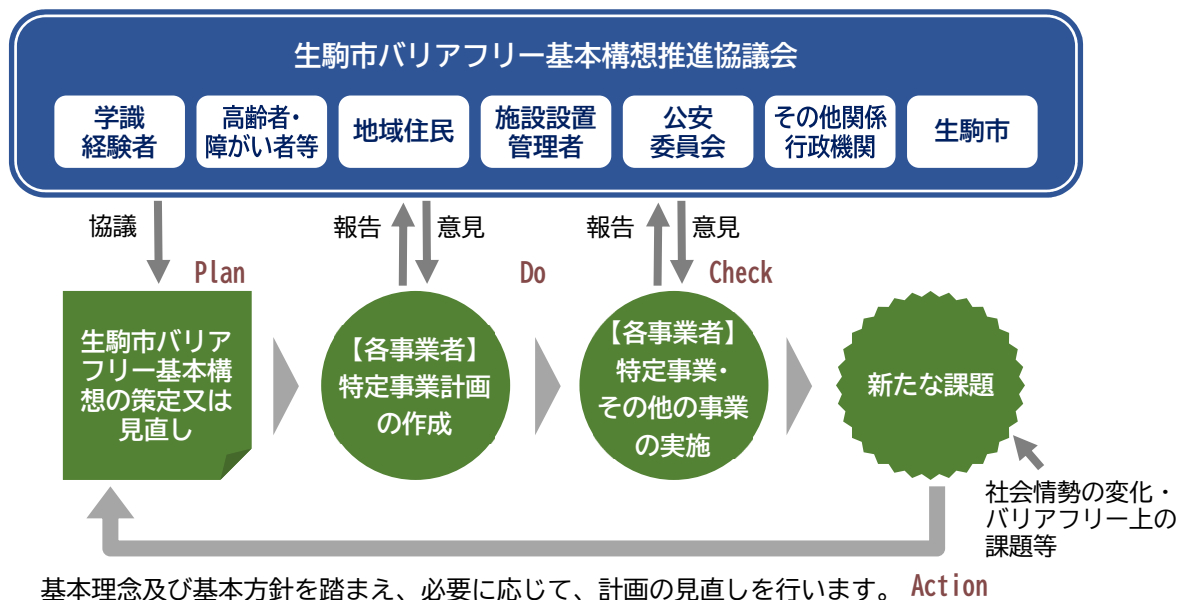 生駒市バリアフリー基本構想推進協議会
学識
経験者
高齢者・
障がい者等
地域住民
施設設置
管理者
公安
委員会
その他関係
行政機関
生駒市
協議
報告
意見
報告
意見
Plan
Do
Check
生駒市バリア
フリー基本構
想の策定又は
見直し
【各事業者】
特定事業計画
の作成
【各事業者】
特定事業・
その他の事業
の実施
新たな課題
社会情勢の変化・
バリアフリー上の
課題等
基本理念及び基本方針を踏まえ、必要に応じて、計画の見直しを行います。 Action